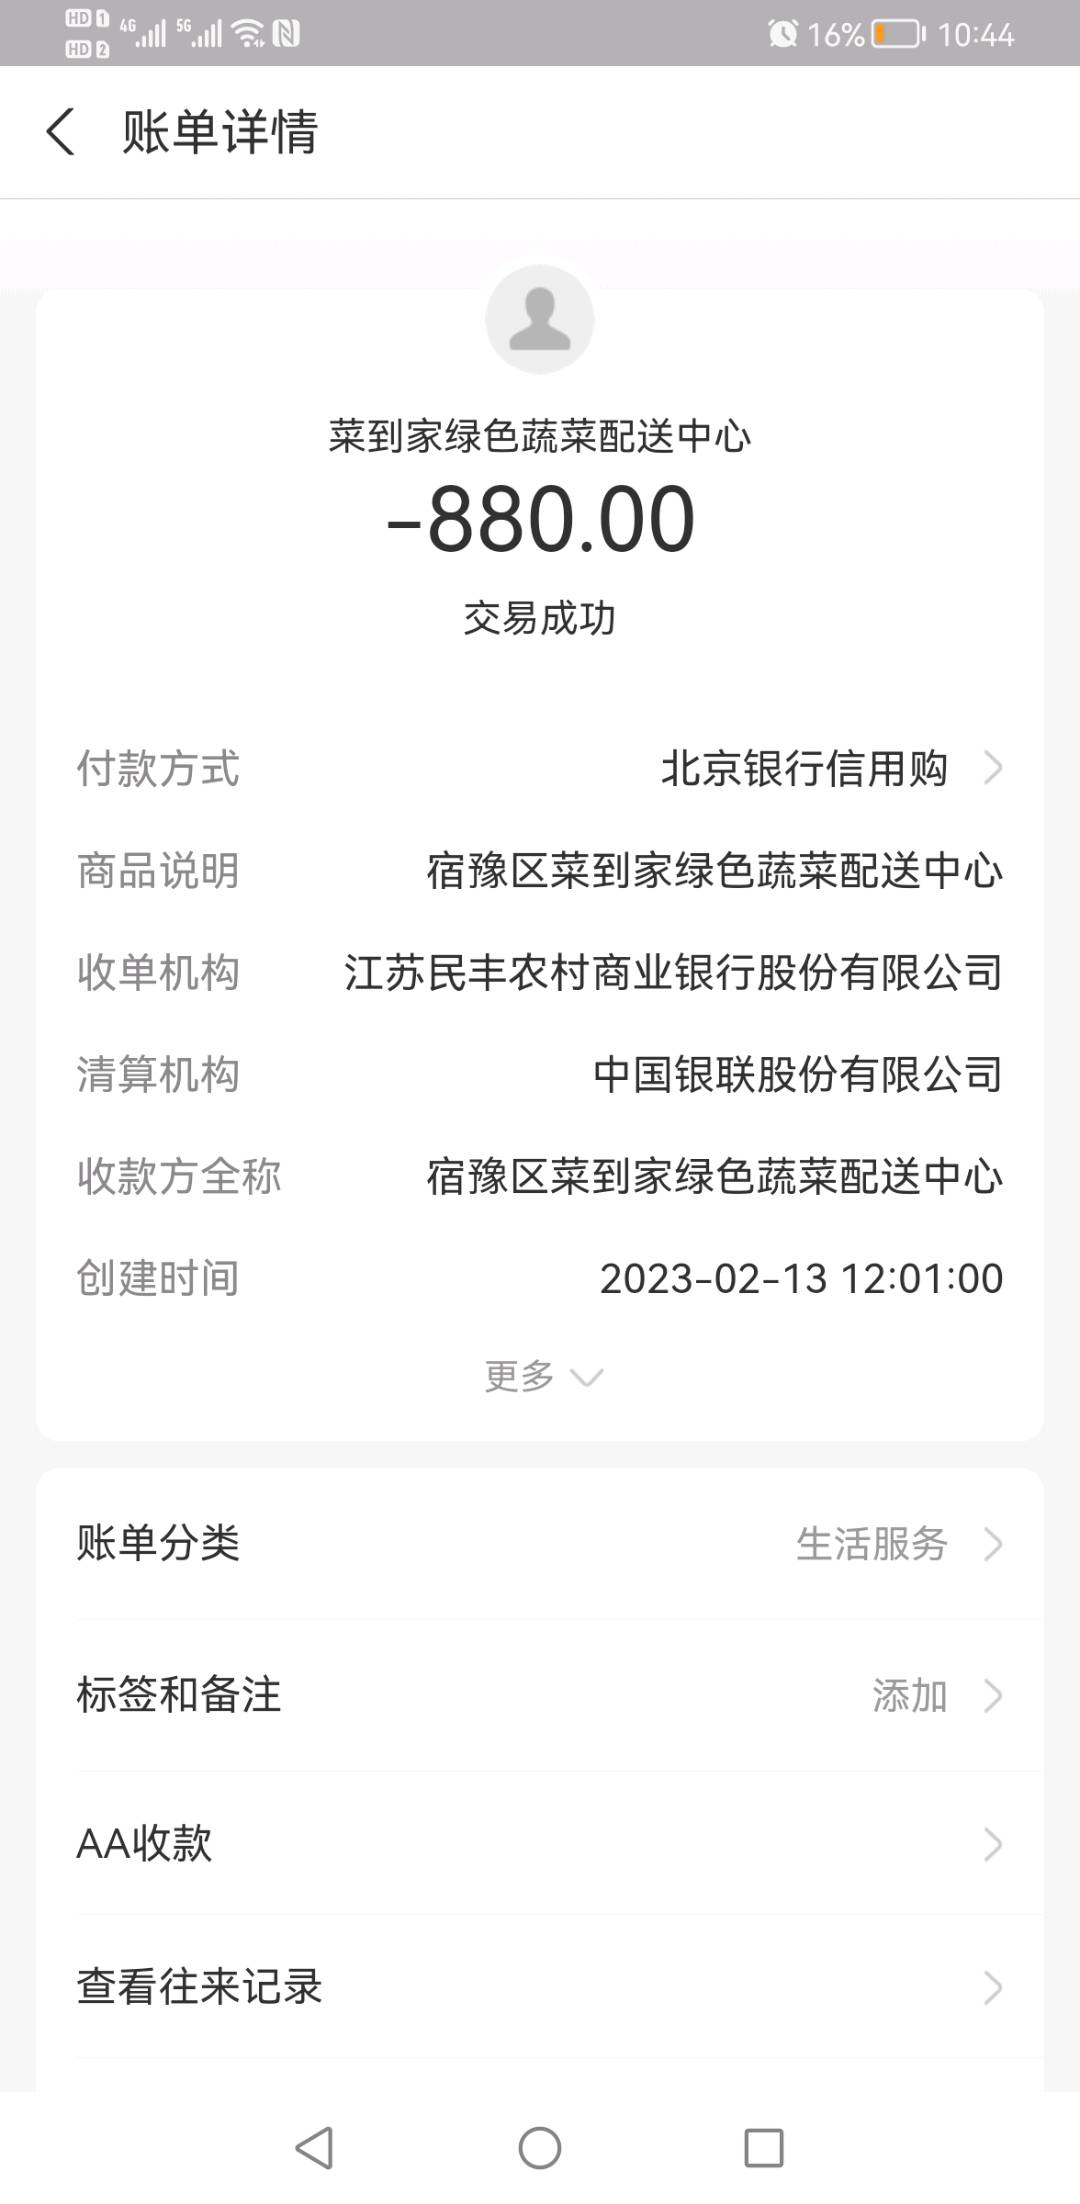 HD 1 4G 5G 16% 10:44
HD 2
账单详情
菜到家绿色蔬菜配送中心
-880.00
交易成功
付款方式 北京银行信用购
商品说明 宿豫区菜到家绿色蔬菜配送中心
收单机构 江苏民丰农村商业银行股份有限公司
清算机构 中国银联股份有限公司
收款方全称 宿豫区菜到家绿色蔬菜配送中心
创建时间 2023-02-13 12:01:00
更多
账单分类 生活服务
标签和备注 添加
AA收款
查看往来记录